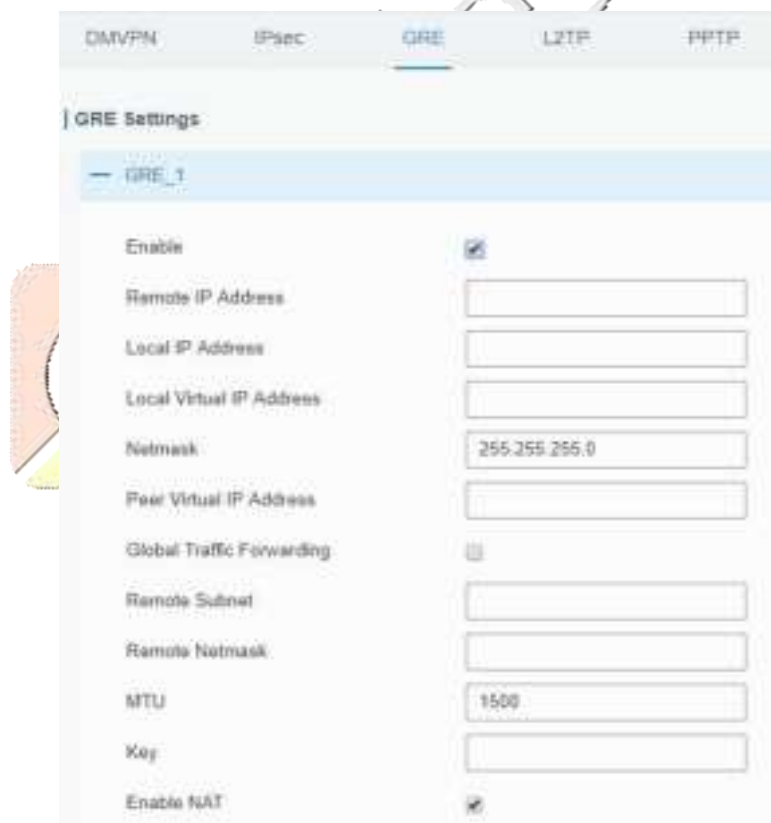 DMVPN IPsec GRE L2TP PPTP
GRE Settings
GRE_1
Enable
Remote IP Address
Local IP Address
Local Virtual IP Address
Netmask 255.255.255.0
Peer Virtual IP Address
Global Traffic Forwarding
Remote Subnet
Remote Netmask
MTU 1500
Key
Enable NAT